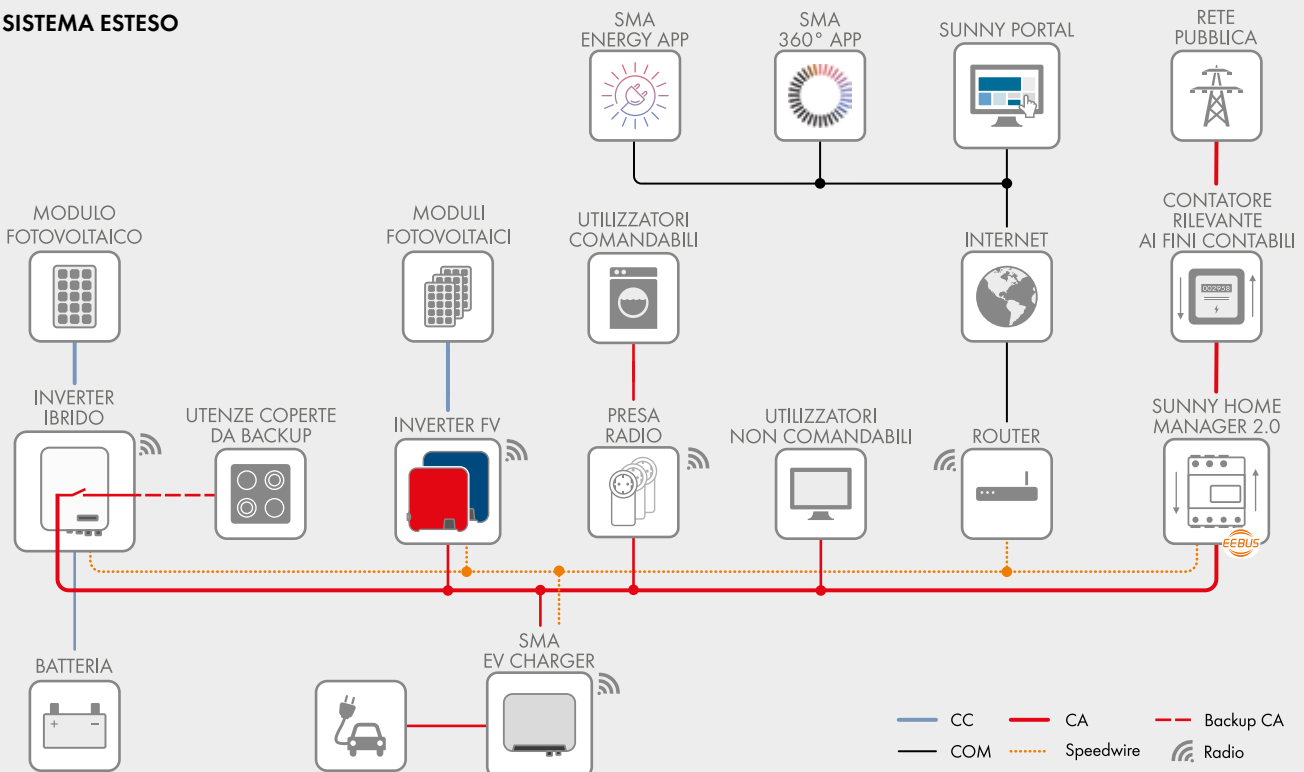 SISTEMA ESTESO
SMA
ENERGY APP
SMA
360° APP
SUNNY PORTAL
RETE
PUBBLICA
MODULO
FOTOVOLTAICO
MODULI
FOTOVOLTAICI
UTILIZZATORI
COMANDABILI
INTERNET
CONTATORE
RILEVANTE
AI FINI CONTABILI
002958
INVERTER
IBRIDO
UTENZE COPERTE
DA BACKUP
INVERTER FV
PRESA
RADIO
UTILIZZATORI
NON COMANDABILI
ROUTER
SUNNY HOME
MANAGER 2.0
EEBUS
BATTERIA
+ −
SMA
EV CHARGER
CC
CA
Backup CA
COM
Speedwire
Radio